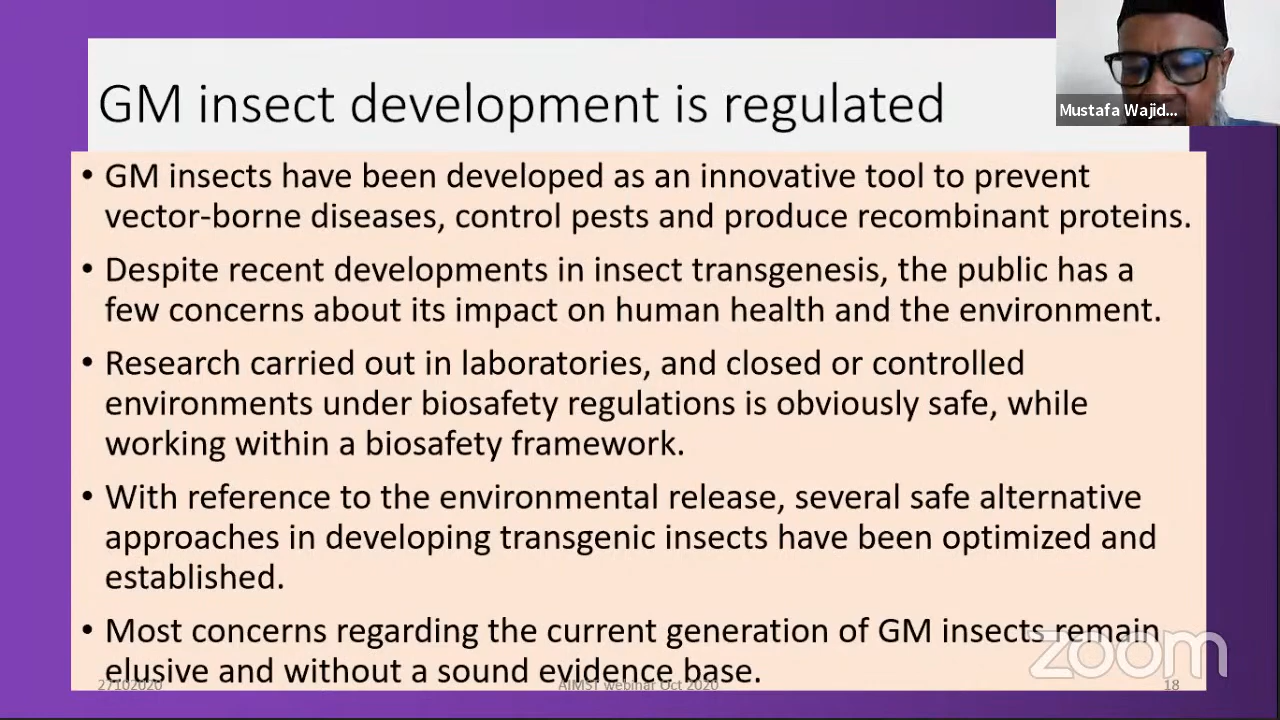 GM insect development is regulated
Mustafa Wajid...
• GM insects have been developed as an innovative tool to prevent
vector-borne diseases, control pests and produce recombinant proteins.
• Despite recent developments in insect transgenesis, the public has a
few concerns about its impact on human health and the environment.
• Research carried out in laboratories, and closed or controlled
environments under biosafety regulations is obviously safe, while
working within a biosafety framework.
• With reference to the environmental release, several safe alternative
approaches in developing transgenic insects have been optimized and
established.
• Most concerns regarding the current generation of GM insects remain
elusive and without a sound evidence base.
zoom
27102020
AIMST webinar Oct 2020
18